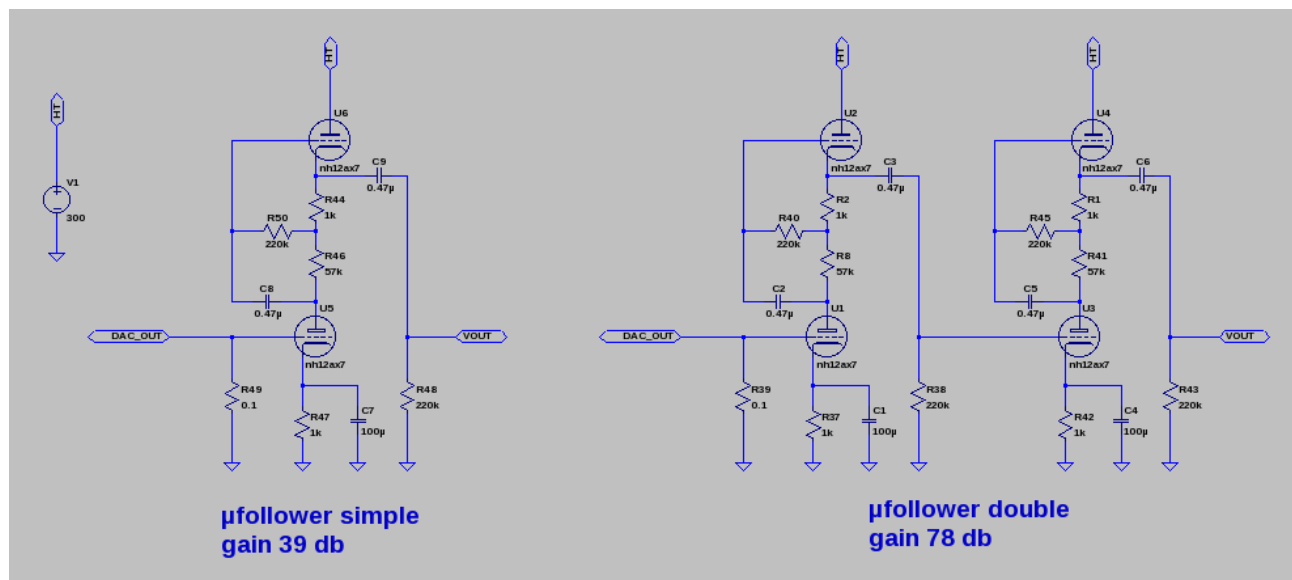 HT
HT
HT
HT
U6
U2
U4
nh12ax7
nh12ax7
nh12ax7
C9
0.47µ
C3
0.47µ
C6
0.47µ
V1
300
R44
1k
R2
1k
R1
1k
R50
220k
R40
220k
R45
220k
R46
57k
R8
57k
R41
57k
C8
0.47µ
C2
0.47µ
C5
0.47µ
U5
U1
U3
DAC_OUT
VOUT
DAC_OUT
VOUT
nh12ax7
nh12ax7
nh12ax7
R49
0.1
R47
1k
C7
100µ
R48
220k
R39
0.1
R37
1k
C1
100µ
R38
220k
R42
1k
C4
100µ
R43
220k
µfollower simple
gain 39 db
µfollower double
gain 78 db